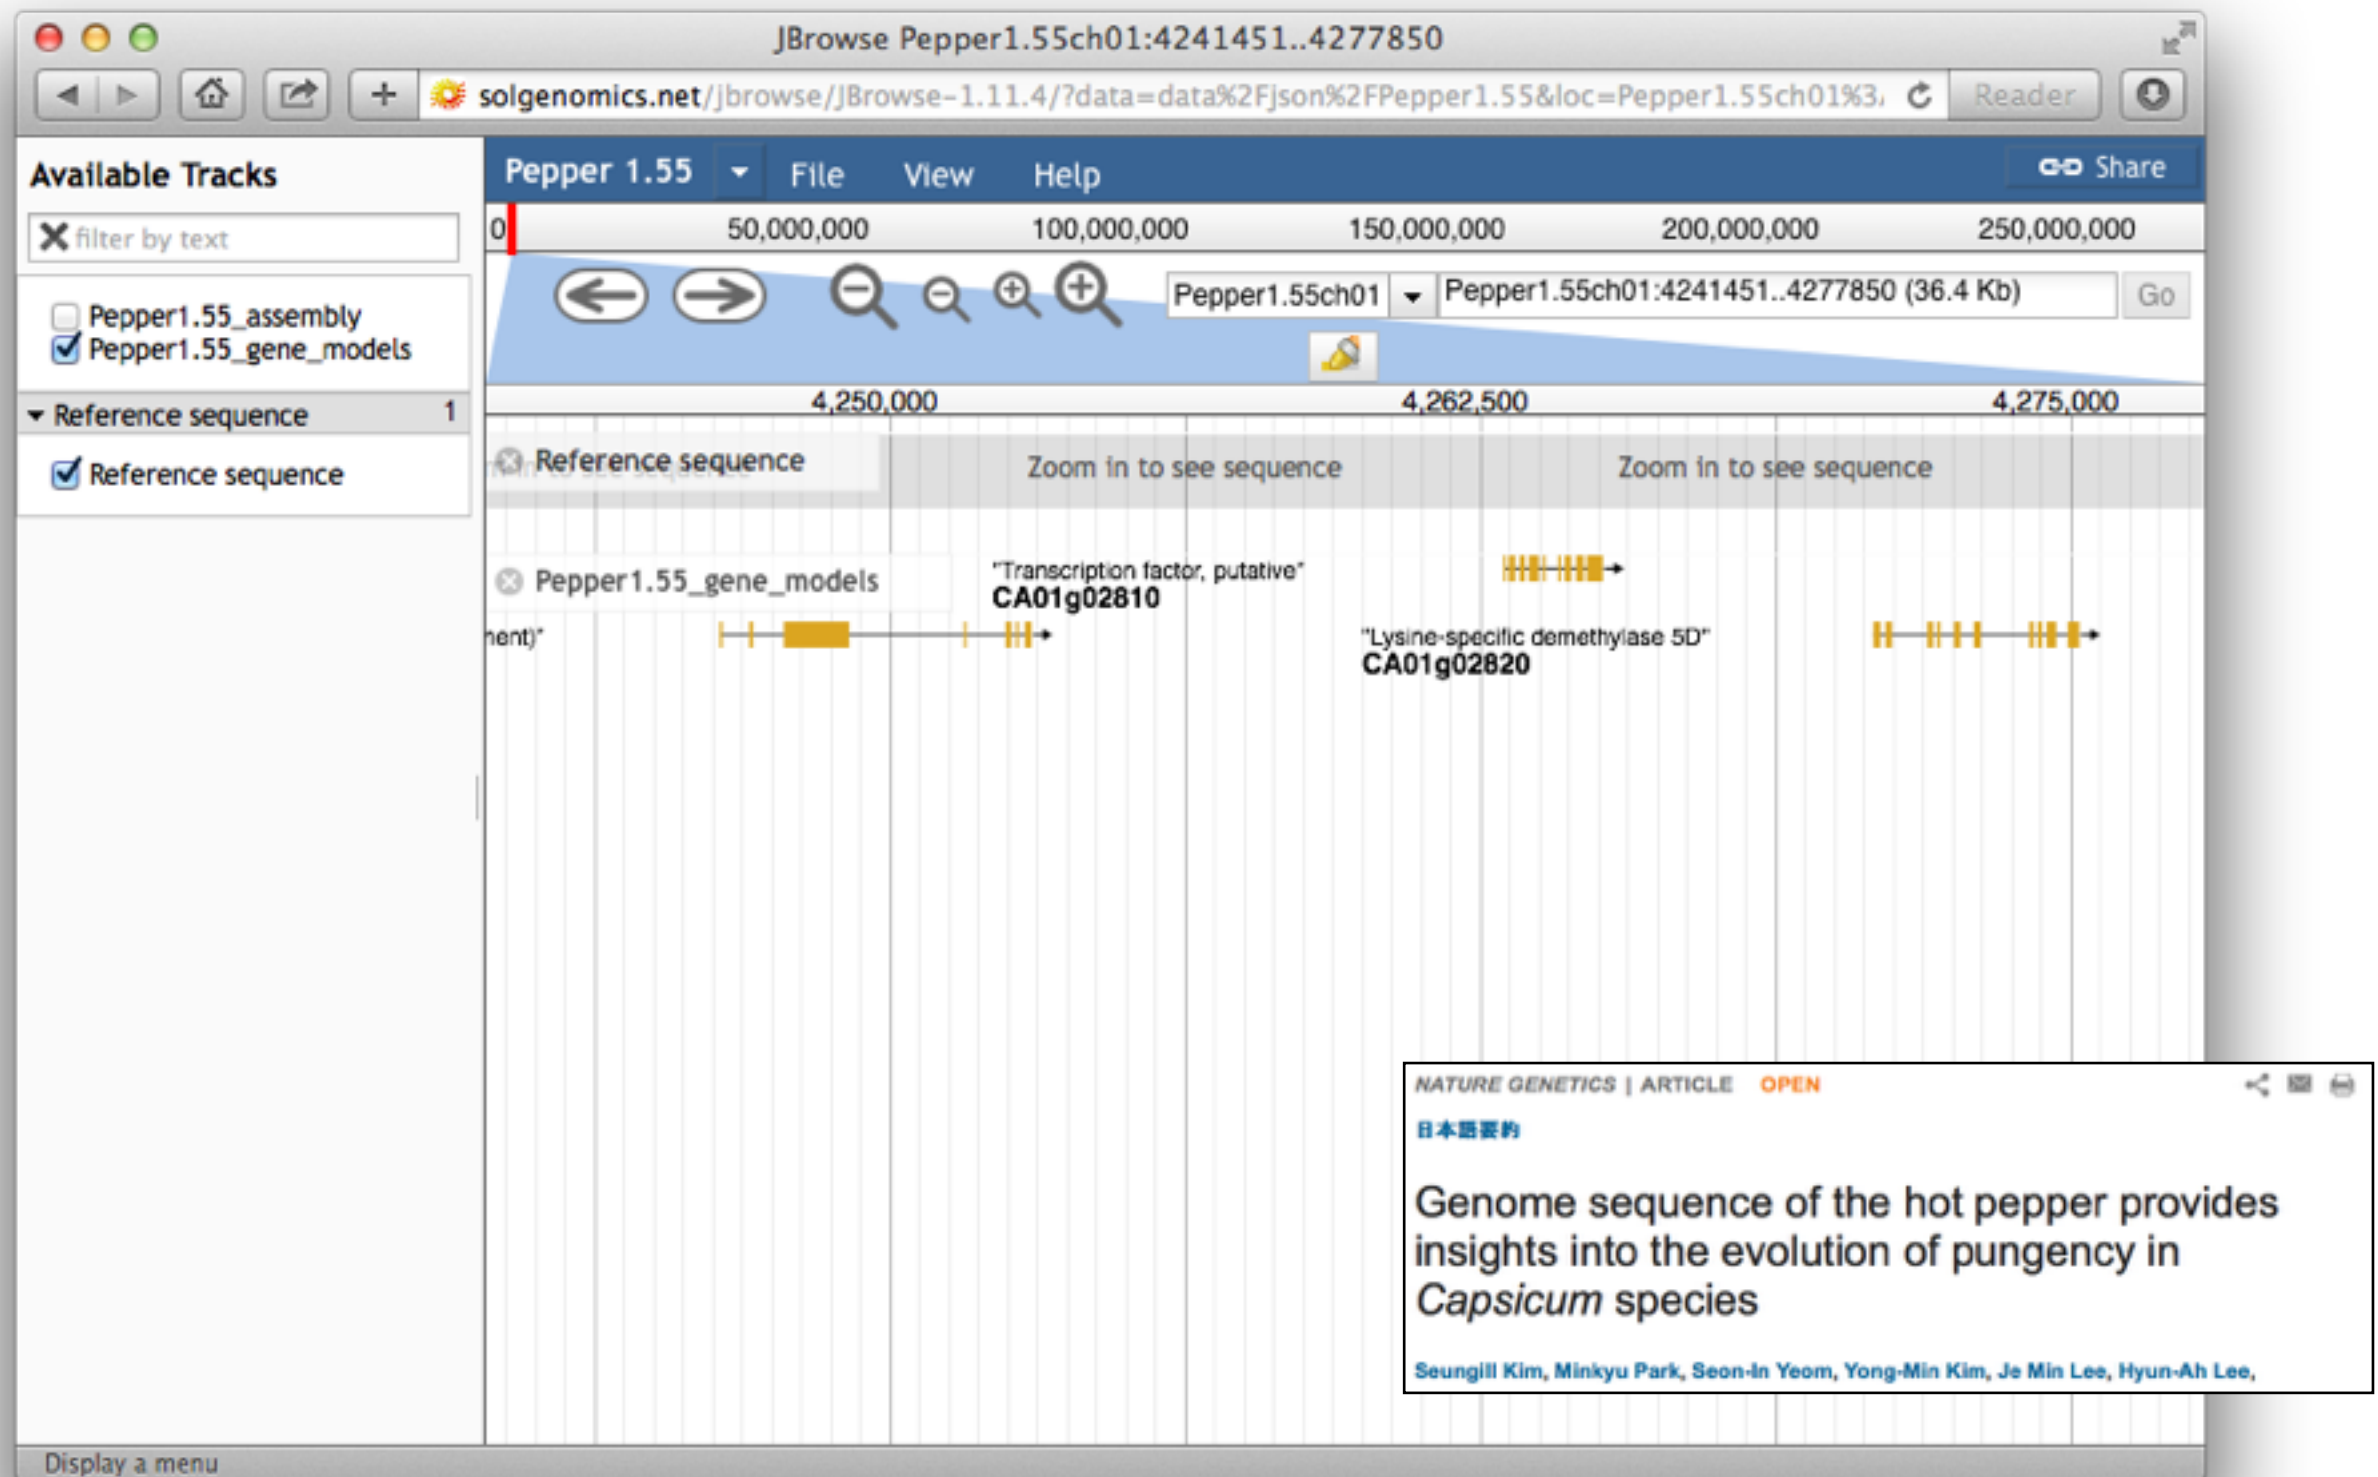 JBrowse Pepper1.55ch01:4241451..4277850
solgenomics.net/jbrowse/JBrowse-1.11.4/?data=data%2Fjson%2FPepper1.55&loc=Pepper1.55ch01%3
Reader
Available Tracks
filter by text
Pepper1.55_assembly
Pepper1.55_gene_models
Reference sequence 1
Reference sequence
Pepper 1.55 File View Help Share
0 50,000,000 100,000,000 150,000,000 200,000,000 250,000,000
Pepper1.55ch01 Pepper1.55ch01:4241451..4277850 (36.4 Kb) Go
4,250,000 4,262,500 4,275,000
Reference sequence Zoom in to see sequence Zoom in to see sequence
Pepper1.55_gene_models
"Transcription factor, putative"
CA01g02810
nent)"
"Lysine-specific demethylase 5D"
CA01g02820
NATURE GENETICS | ARTICLE OPEN
日本語要約
Genome sequence of the hot pepper provides
insights into the evolution of pungency in
Capsicum species
Seungill Kim, Minkyu Park, Seon-In Yeom, Yong-Min Kim, Je Min Lee, Hyun-Ah Lee,
Display a menu